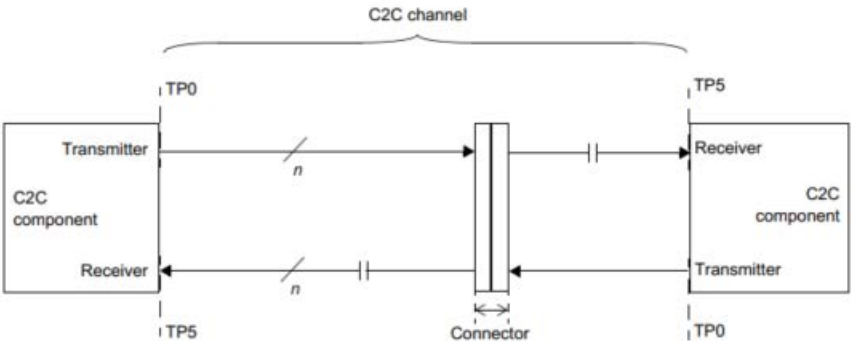 C2C channel
TP0
TP5
Transmitter
Receiver
n
C2C
component
C2C
component
Receiver
Transmitter
n
TP5
Connector
TP0